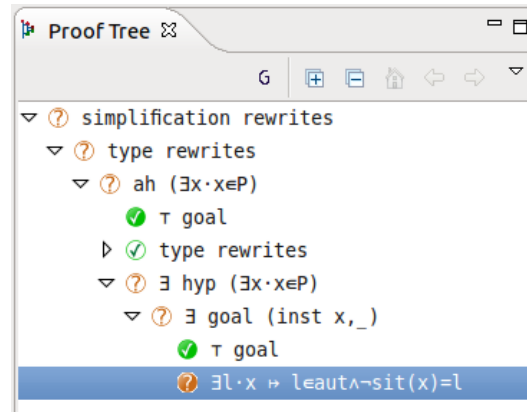 Proof Tree
G
simplification rewrites
type rewrites
ah (∃x·x∈P)
⊤ goal
type rewrites
∃ hyp (∃x·x∈P)
∃ goal (inst x,_)
⊤ goal
∃l·x ↦ l∈aut∧¬sit(x)=l